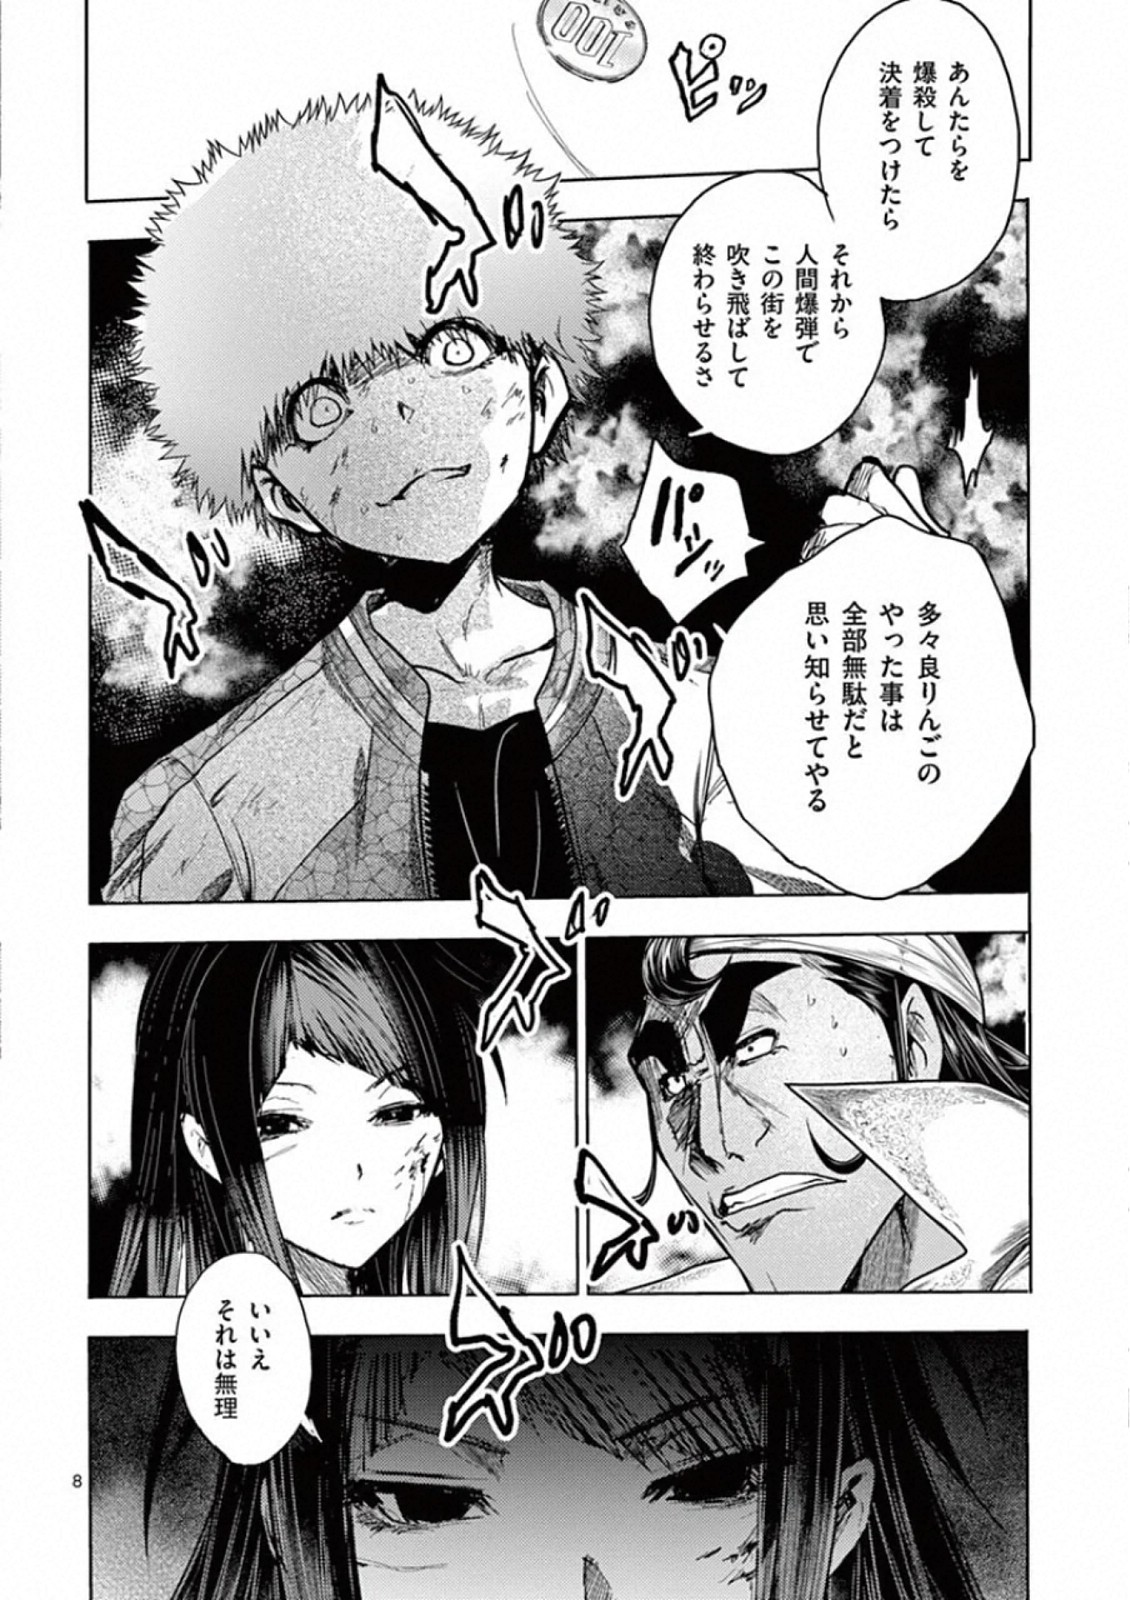 100
ピッ
あんたらを
爆殺して
決着をつけたら
それから
人間爆弾で
この街を
吹き飛ばして
終わらせるさ
パシッ
多々良りんごの
やった事は
全部無駄だと
思い知らせてやる
いいえ
それは無理
8